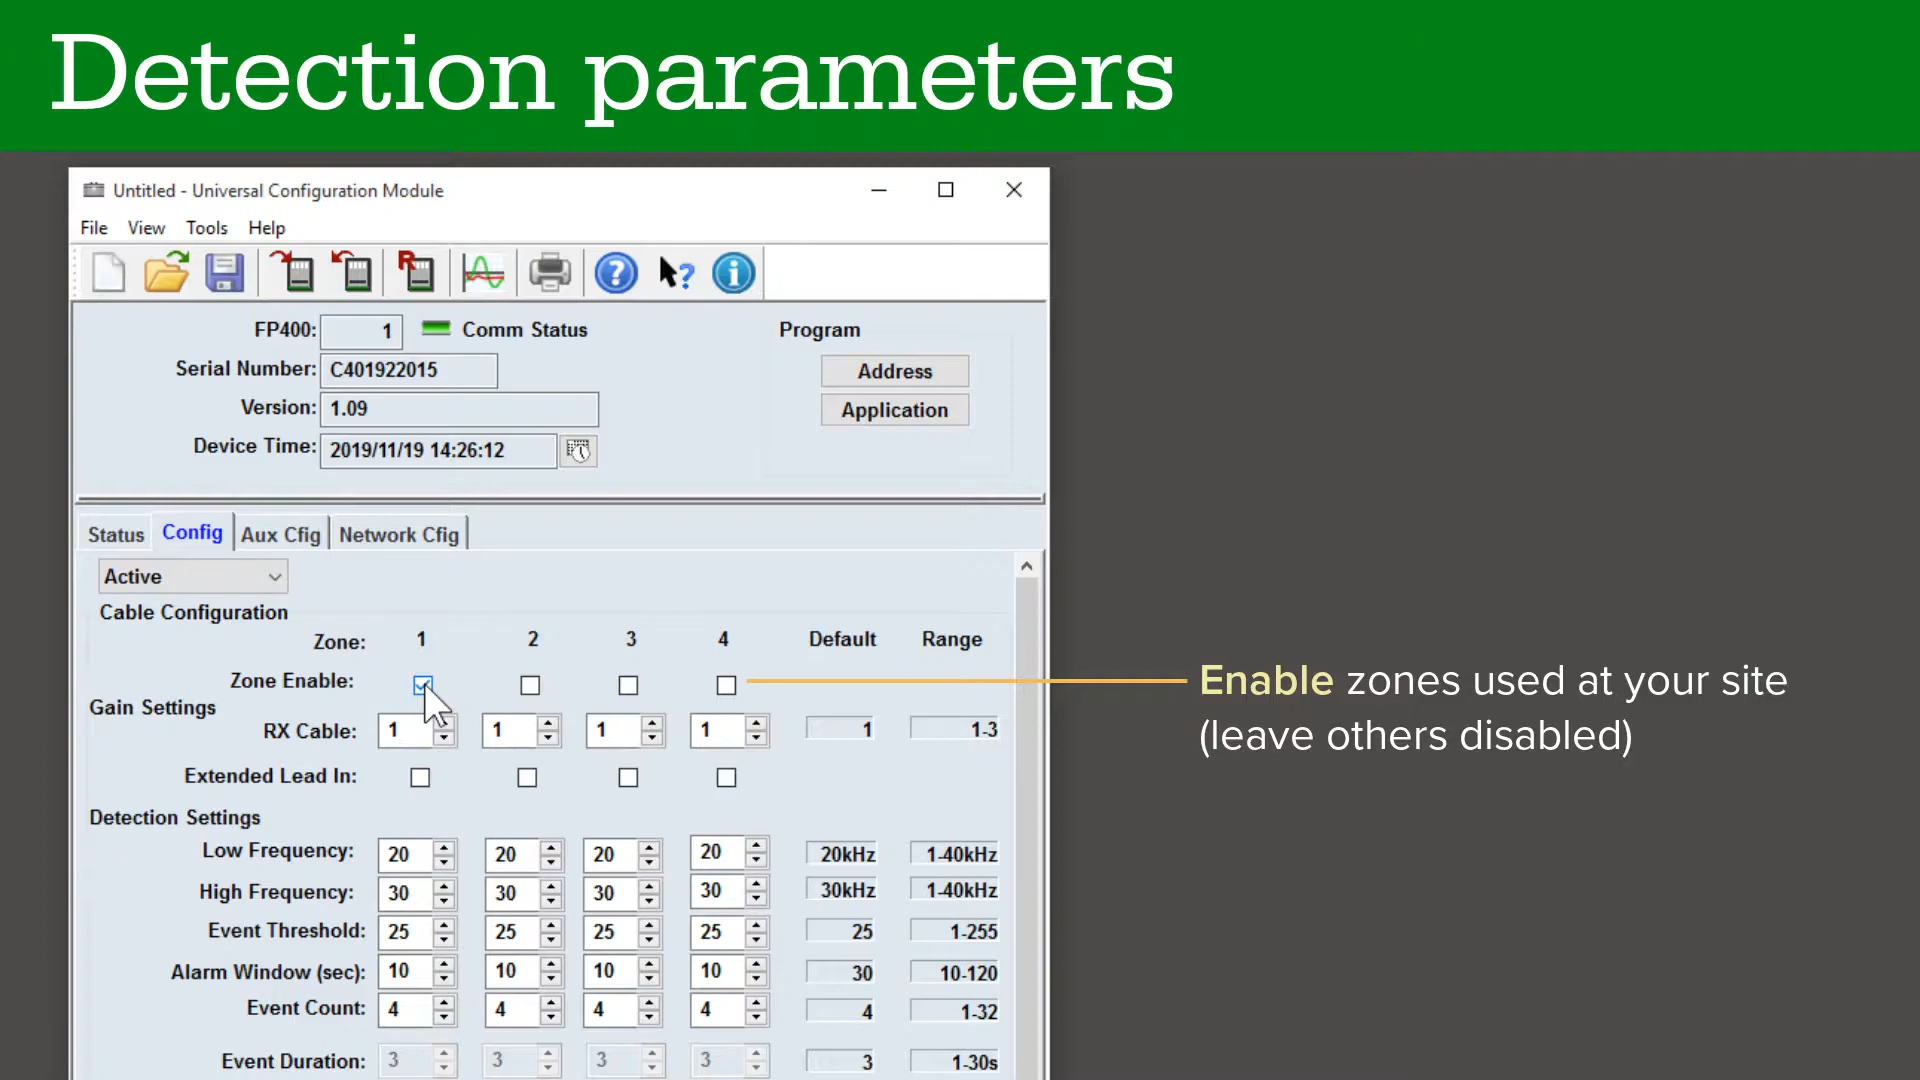 Detection parameters
Untitled - Universal Configuration Module
File View Tools Help
R ? ? i
FP400: 1 Comm Status Program
Serial Number: C401922015 Address
Version: 1.09 Application
Device Time: 2019/11/19 14:26:12
Status Config Aux Cfig Network Cfig
Active
Cable Configuration
Zone: 1 2 3 4 Default Range
Zone Enable:
Enable zones used at your site
(leave others disabled)
Gain Settings
RX Cable: 1 1 1 1 1 1-3
Extended Lead In:
Detection Settings
Low Frequency: 20 20 20 20 20kHz 1-40kHz
High Frequency: 30 30 30 30 30kHz 1-40kHz
Event Threshold: 25 25 25 25 25 1-255
Alarm Window (sec): 10 10 10 10 30 10-120
Event Count: 4 4 4 4 4 1-32
Event Duration: 3 3 3 3 3 1-30s